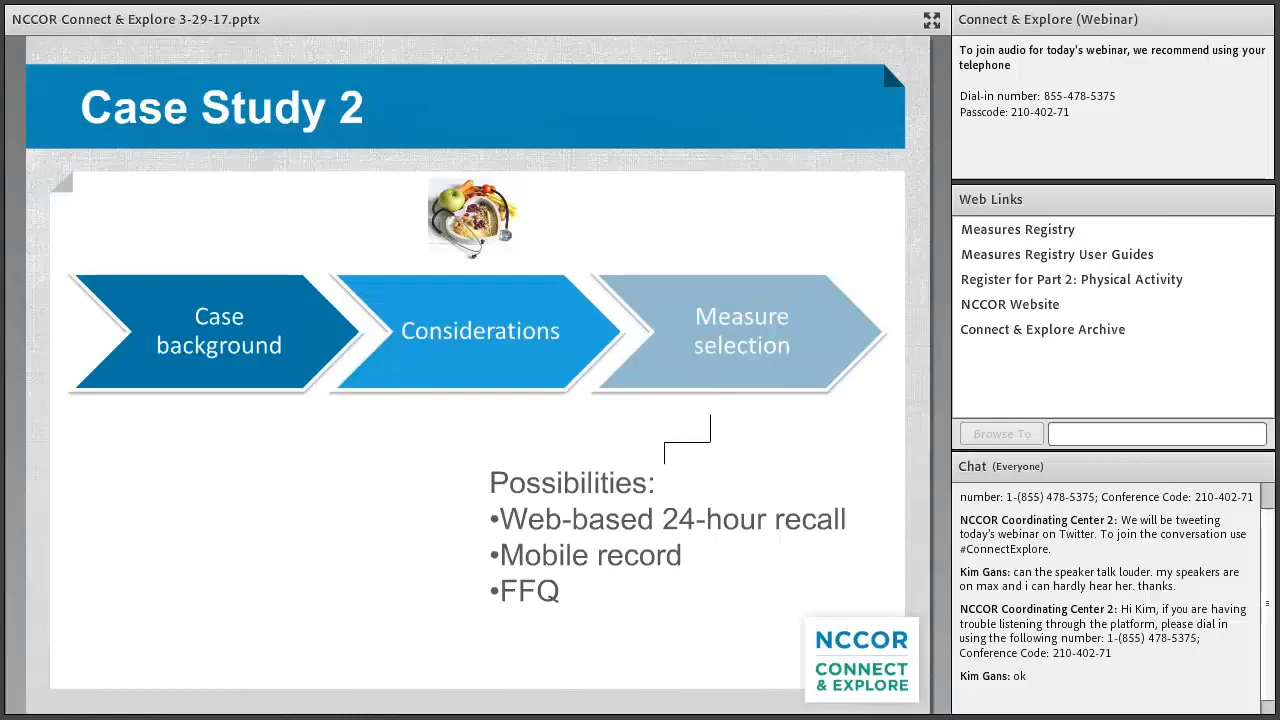 NCCOR Connect & Explore 3-29-17.pptx
Case Study 2
Case
background
Considerations
Measure
selection
Possibilities:
•Web-based 24-hour recall
•Mobile record
•FFQ
NCCOR
CONNECT
& EXPLORE
Connect & Explore (Webinar)
To join audio for today's webinar, we recommend using your
telephone
Dial-in number: 855-478-5375
Passcode: 210-402-71
Web Links
Measures Registry
Measures Registry User Guides
Register for Part 2: Physical Activity
NCCOR Website
Connect & Explore Archive
Browse To
Chat (Everyone)
number: 1-(855) 478-5375; Conference Code: 210-402-71
NCCOR Coordinating Center 2: We will be tweeting
today's webinar on Twitter. To join the conversation use
#ConnectExplore.
Kim Gans: can the speaker talk louder. my speakers are
on max and i can hardly hear her. thanks.
NCCOR Coordinating Center 2: Hi Kim, if you are having
trouble listening through the platform, please dial in
using the following number: 1-(855) 478-5375;
Conference Code: 210-402-71
Kim Gans: ok